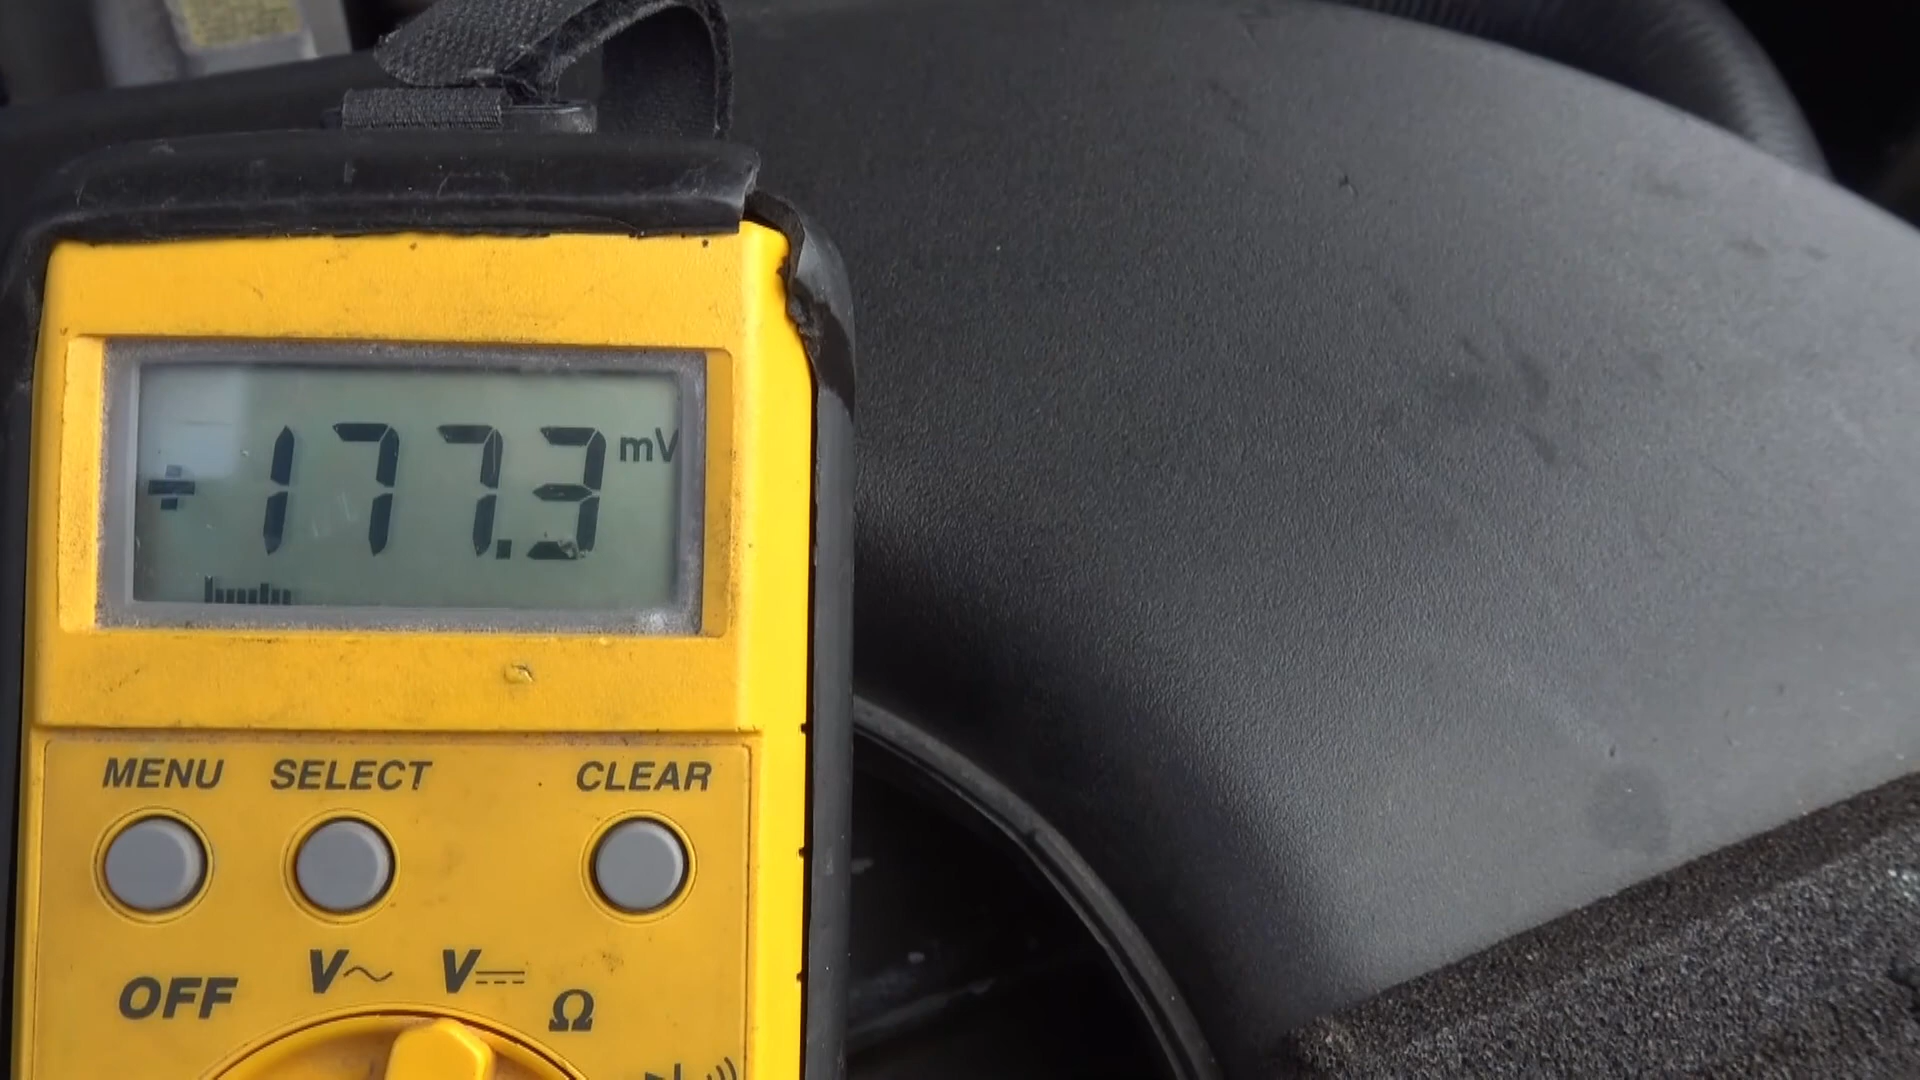 +177.3 mV
MENU SELECT CLEAR
OFF V~ V⎓ Ω